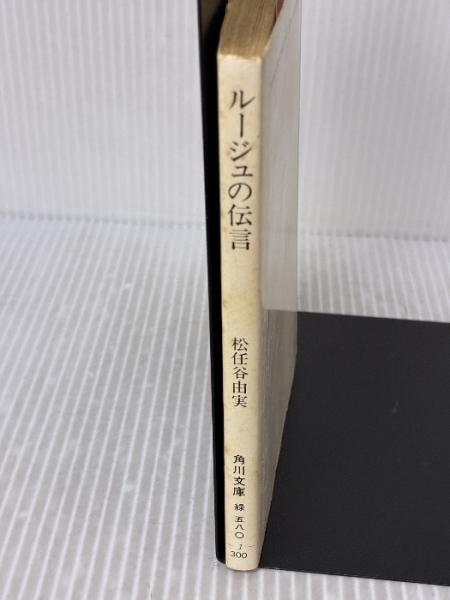 ルージュの伝言
松任谷由実
角川文庫
緑 五八〇
1
300